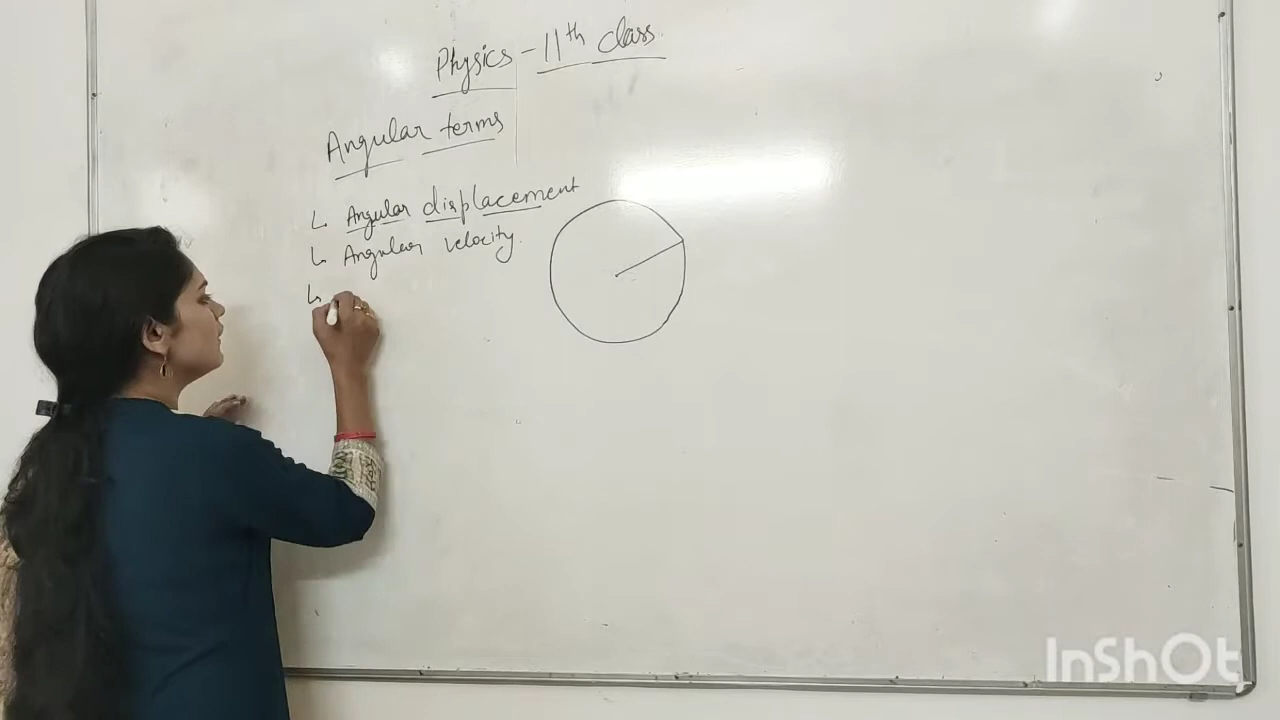 Physics - 11th class
Angular terms
↳ Angular displacement
↳ Angular velocity.
↳
InShOt